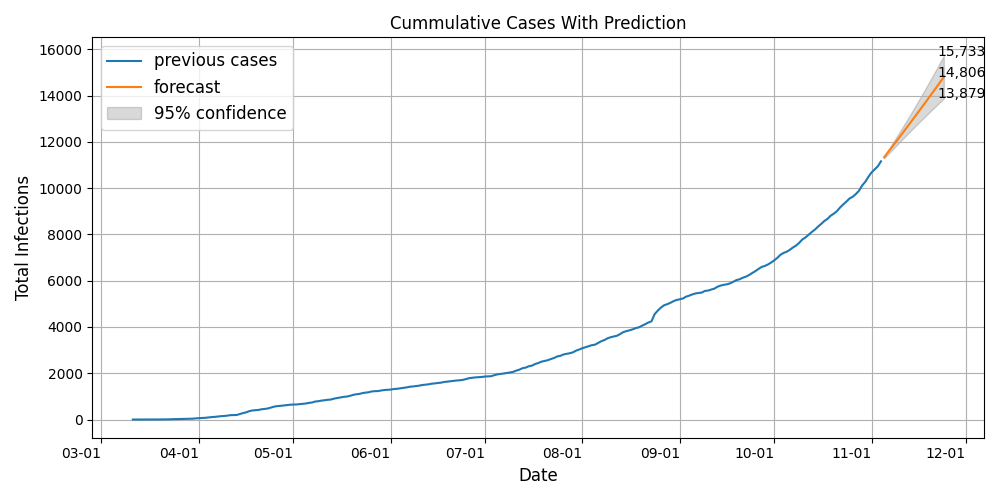 Cummulative Cases With Prediction
previous cases
forecast
95% confidence
15,733
14,806
13,879
16000
14000
12000
10000
8000
6000
4000
2000
0
Total Infections
03-01 04-01 05-01 06-01 07-01 08-01 09-01 10-01 11-01 12-01
Date